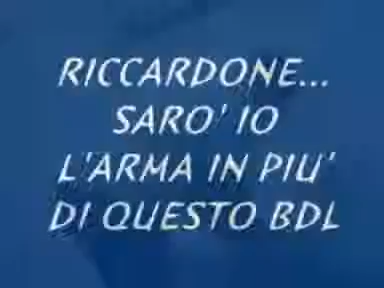 RICCARDONE...
SARO' IO
L'ARMA IN PIU'
DI QUESTO BDL